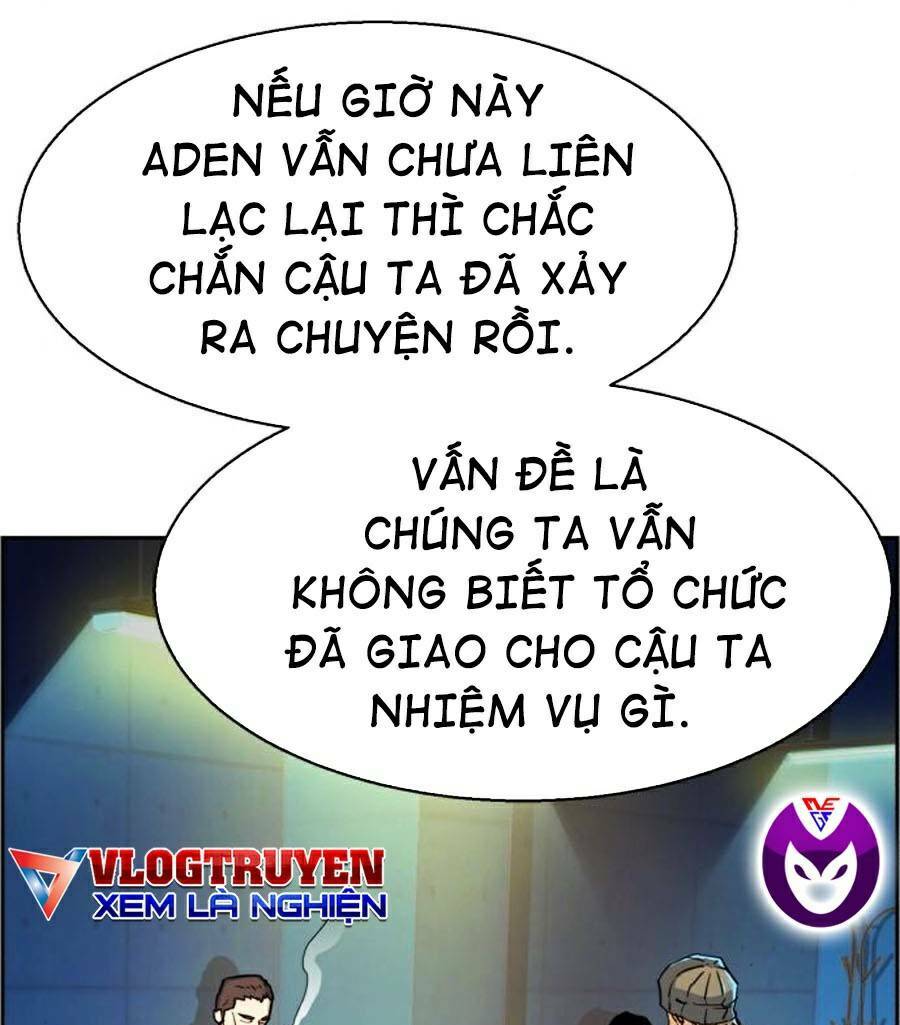 NẾU GIỜ NÀY
ADEN VẪN CHƯA LIÊN
LẠC LẠI THÌ CHẮC
CHẮN CẬU TA ĐÃ XẢY
RA CHUYỆN RỒI.
VẤN ĐỀ LÀ
CHÚNG TA VẪN
KHÔNG BIẾT TỔ CHỨC
ĐÃ GIAO CHO CẬU TA
NHIỆM VỤ GÌ.
VLOGTRUYEN
XEM LÀ NGHIỆN